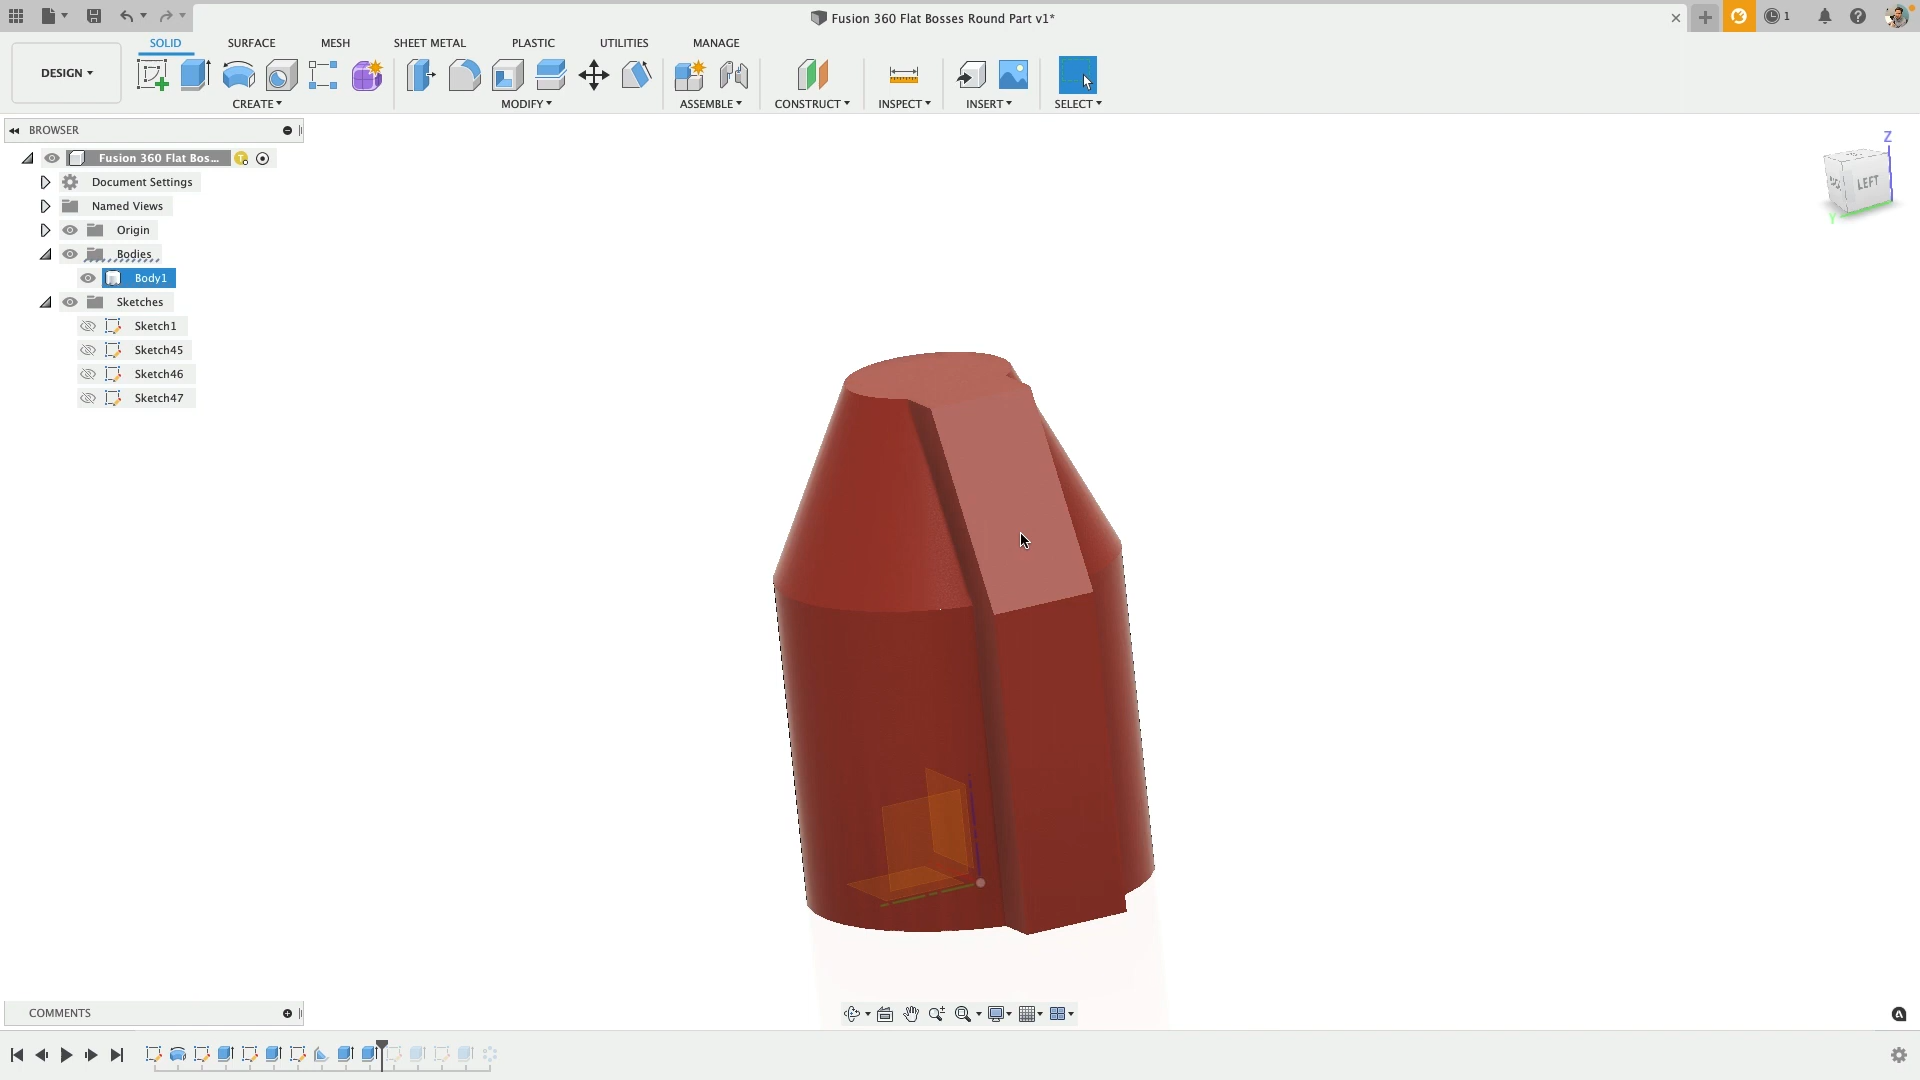 Fusion 360 Flat Bosses Round Part v1*
1
DESIGN
SOLID
SURFACE
MESH
SHEET METAL
PLASTIC
UTILITIES
MANAGE
CREATE
MODIFY
ASSEMBLE
CONSTRUCT
INSPECT
INSERT
SELECT
BROWSER
Fusion 360 Flat Bos...
Document Settings
Named Views
Origin
Bodies
Body1
Sketches
Sketch1
Sketch45
Sketch46
Sketch47
Z
LEFT
Y
COMMENTS